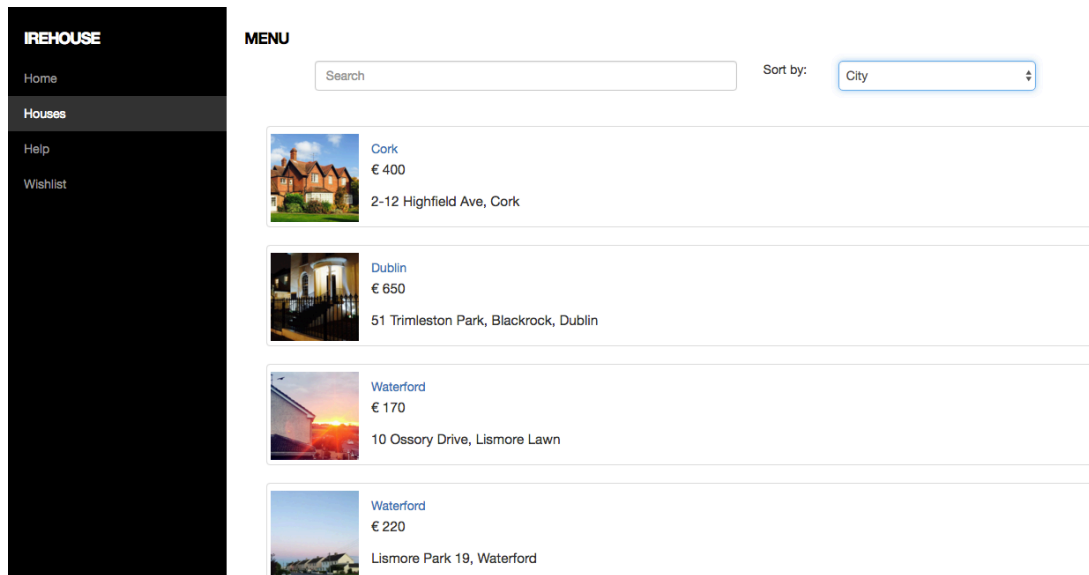 IREHOUSE
Home
Houses
Help
Wishlist
MENU
Search
Sort by:
City
Cork
€ 400
2-12 Highfield Ave, Cork
Dublin
€ 650
51 Trimleston Park, Blackrock, Dublin
Waterford
€ 170
10 Ossory Drive, Lismore Lawn
Waterford
€ 220
Lismore Park 19, Waterford